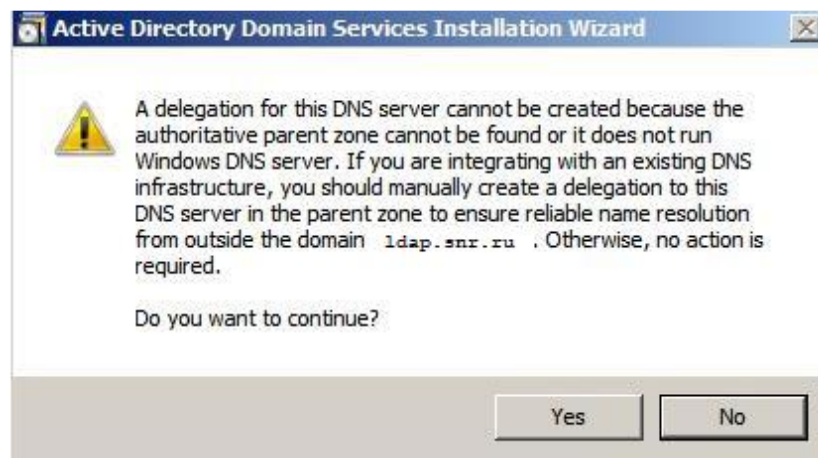 Active Directory Domain Services Installation Wizard
A delegation for this DNS server cannot be created because the
authoritative parent zone cannot be found or it does not run
Windows DNS server. If you are integrating with an existing DNS
infrastructure, you should manually create a delegation to this
DNS server in the parent zone to ensure reliable name resolution
from outside the domain ldap.snr.ru . Otherwise, no action is
required.
Do you want to continue?
Yes No